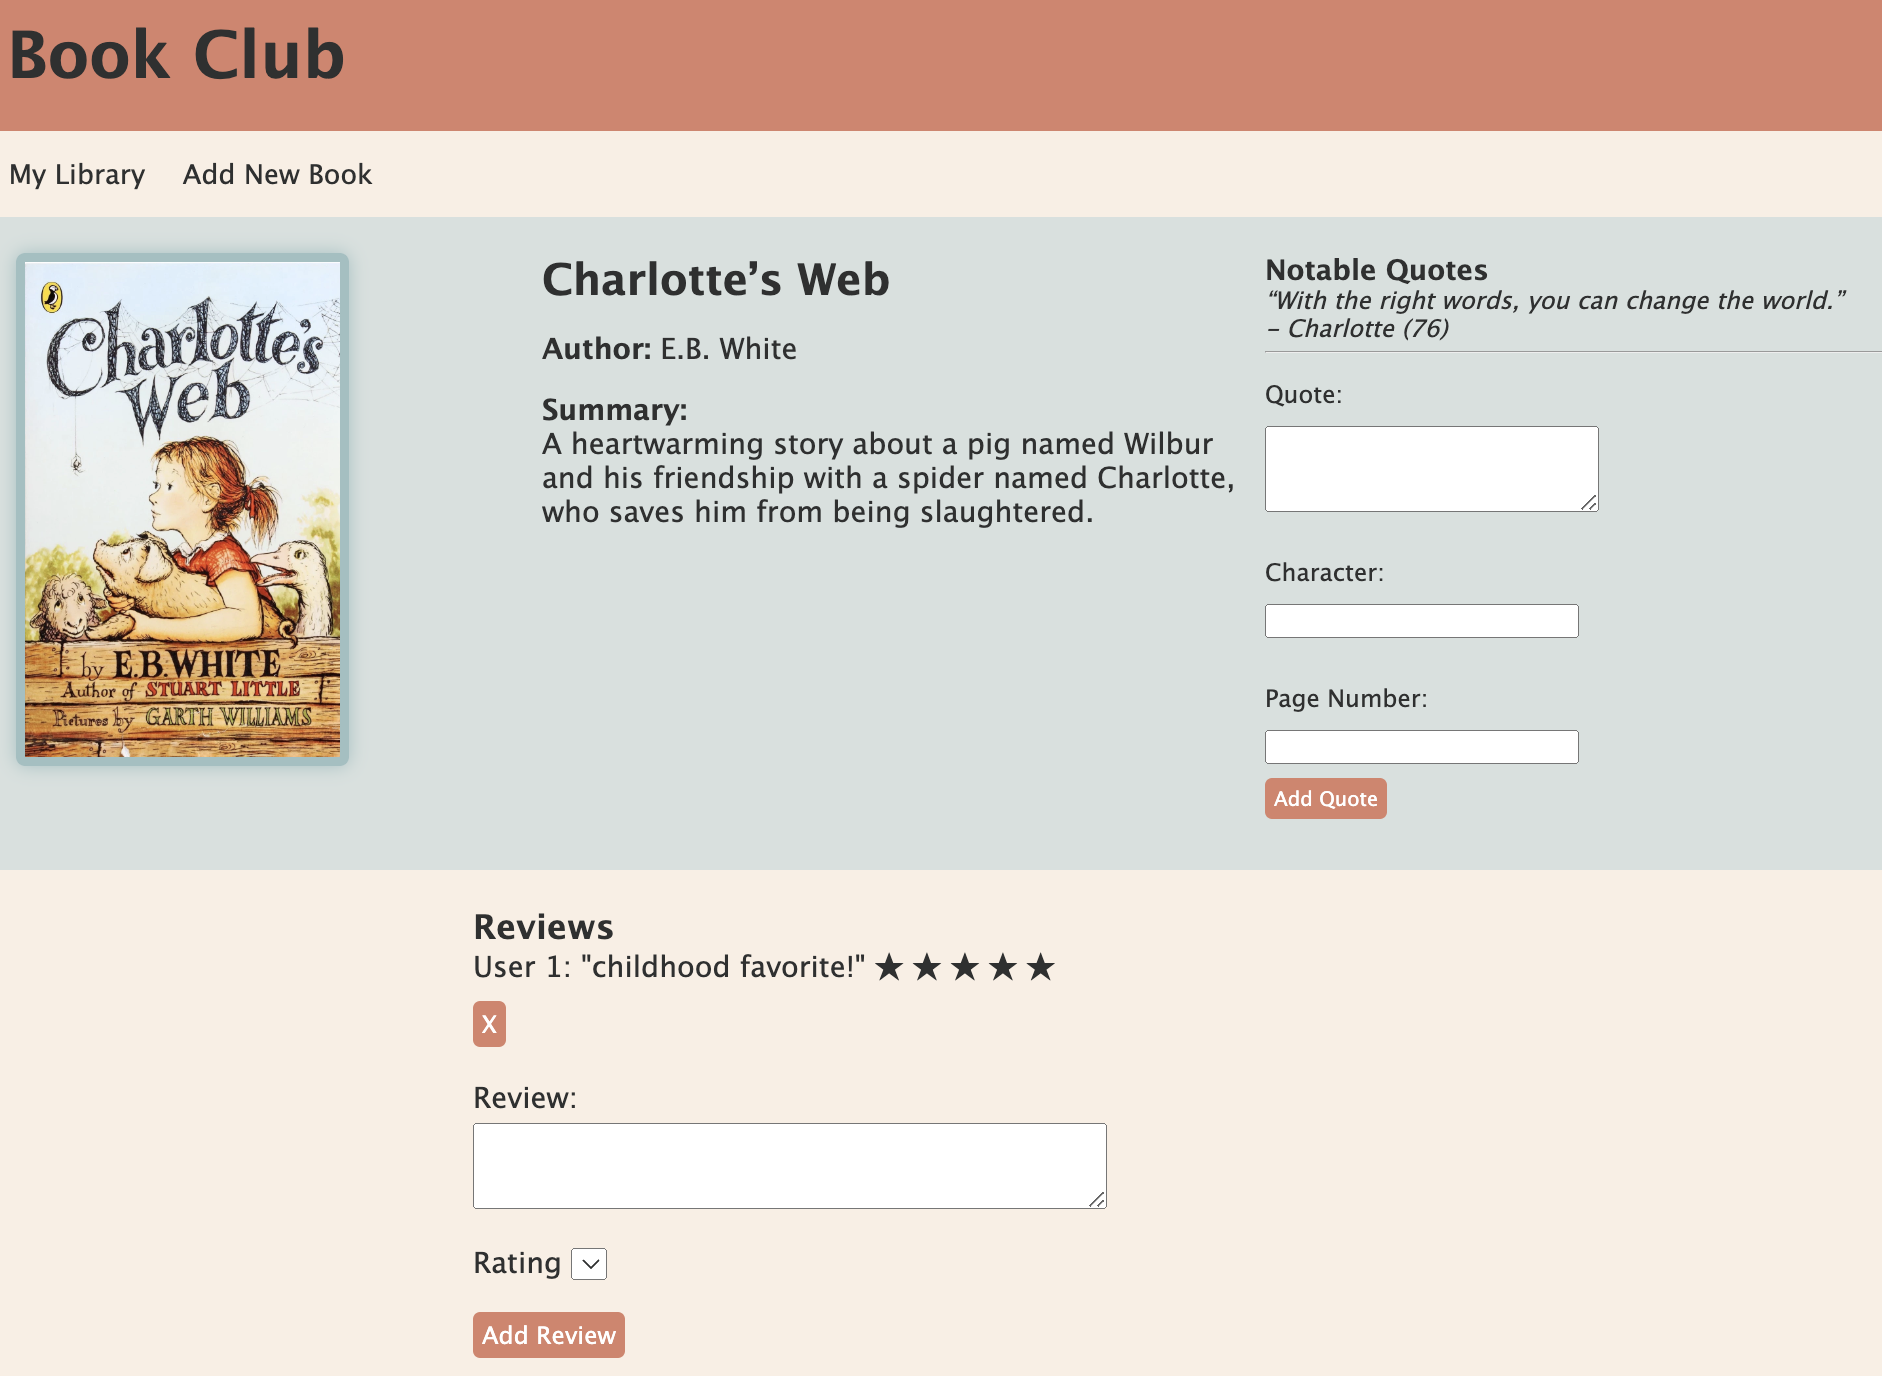 Book Club
My Library Add New Book
Charlotte's
Web
by E.B. WHITE
Author of STUART LITTLE
Pictures by GARTH WILLIAMS
Charlotte’s Web
Author: E.B. White
Summary:
A heartwarming story about a pig named Wilbur
and his friendship with a spider named Charlotte,
who saves him from being slaughtered.
Notable Quotes
“With the right words, you can change the world.”
– Charlotte (76)
Quote:
Character:
Page Number:
Add Quote
Reviews
User 1: "childhood favorite!" ★ ★ ★ ★ ★
X
Review:
Rating
Add Review